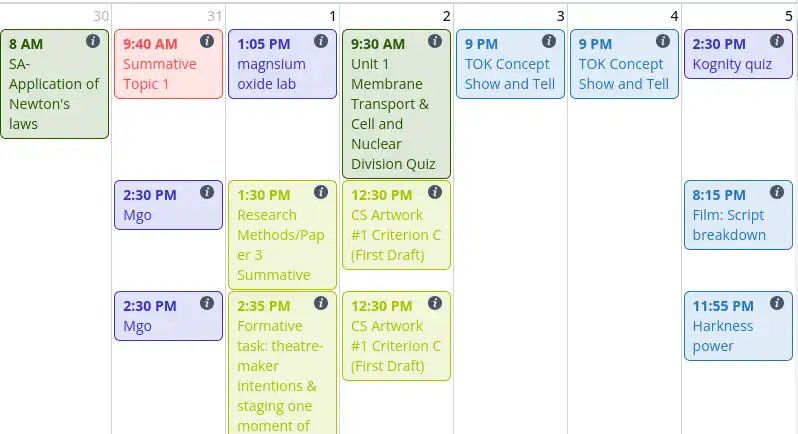 30
31
1
2
3
4
5
8 AM
SA-
Application of
Newton's
laws
9:40 AM
Summative
Topic 1
2:30 PM
Mgo
2:30 PM
Mgo
1:05 PM
magnsium
oxide lab
1:30 PM
Research
Methods/Pap
er 3
Summative
2:35 PM
Formative
task: theatre-
maker
intentions &
staging one
moment of
9:30 AM
Unit 1
Membrane
Transport &
Cell and
Nuclear
Division Quiz
12:30 PM
CS Artwork
#1 Criterion C
(First Draft)
12:30 PM
CS Artwork
#1 Criterion C
(First Draft)
9 PM
TOK Concept
Show and Tell
9 PM
TOK Concept
Show and Tell
2:30 PM
Kognity quiz
8:15 PM
Film: Script
breakdown
11:55 PM
Harkness
power